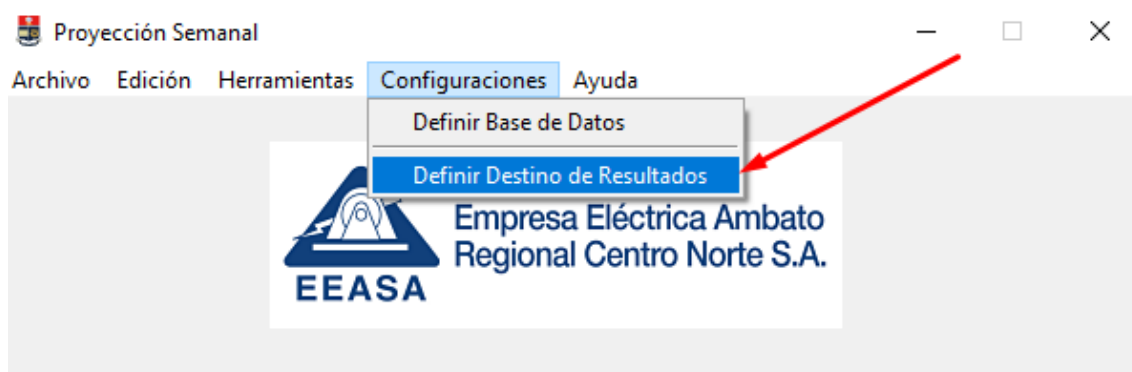 Proyección Semanal
Archivo Edición Herramientas Configuraciones Ayuda
Definir Base de Datos
Definir Destino de Resultados
Empresa Eléctrica Ambato
Regional Centro Norte S.A.
EEASA